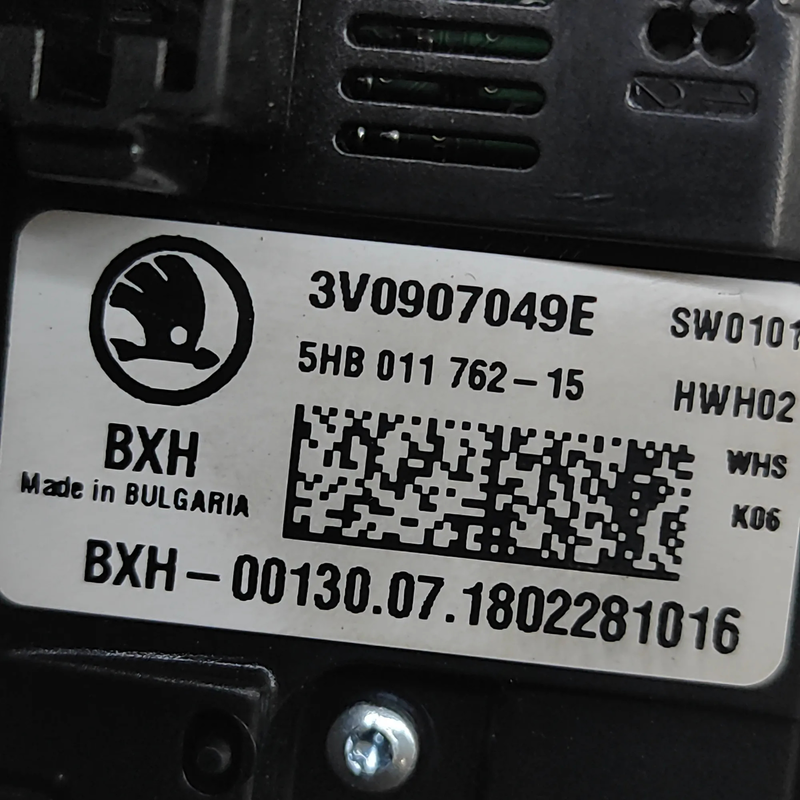 3V0907049E SW0101
5HB 011 762-15 HWH02
BXH WHS
Made in BULGARIA K06
BXH-00130.07.1802281016